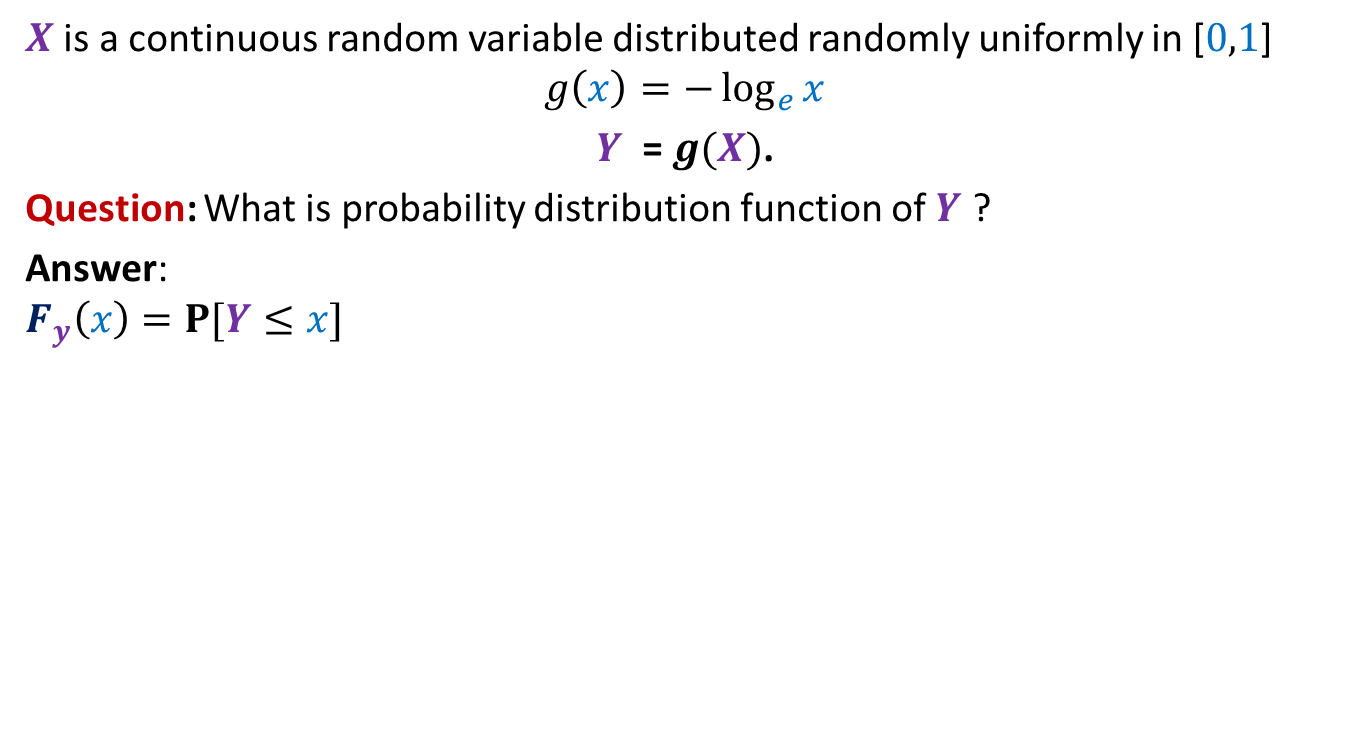 X is a continuous random variable distributed randomly uniformly in [0,1]
g(x) = − logₑ x
Y = g(X).
Question: What is probability distribution function of Y ?
Answer:
F_y(x) = P[Y ≤ x]